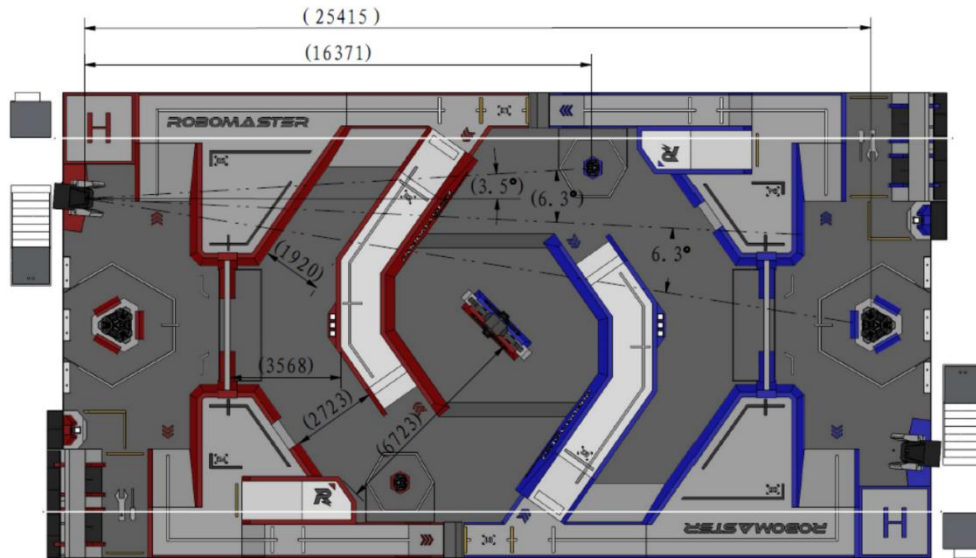 (25415)
(16371)
H
ROBOMASTER
R
(3.5°)
(6.3°)
(1920)
6.3°
(3568)
(2723)
(6723)
R
ROBOMASTER
H